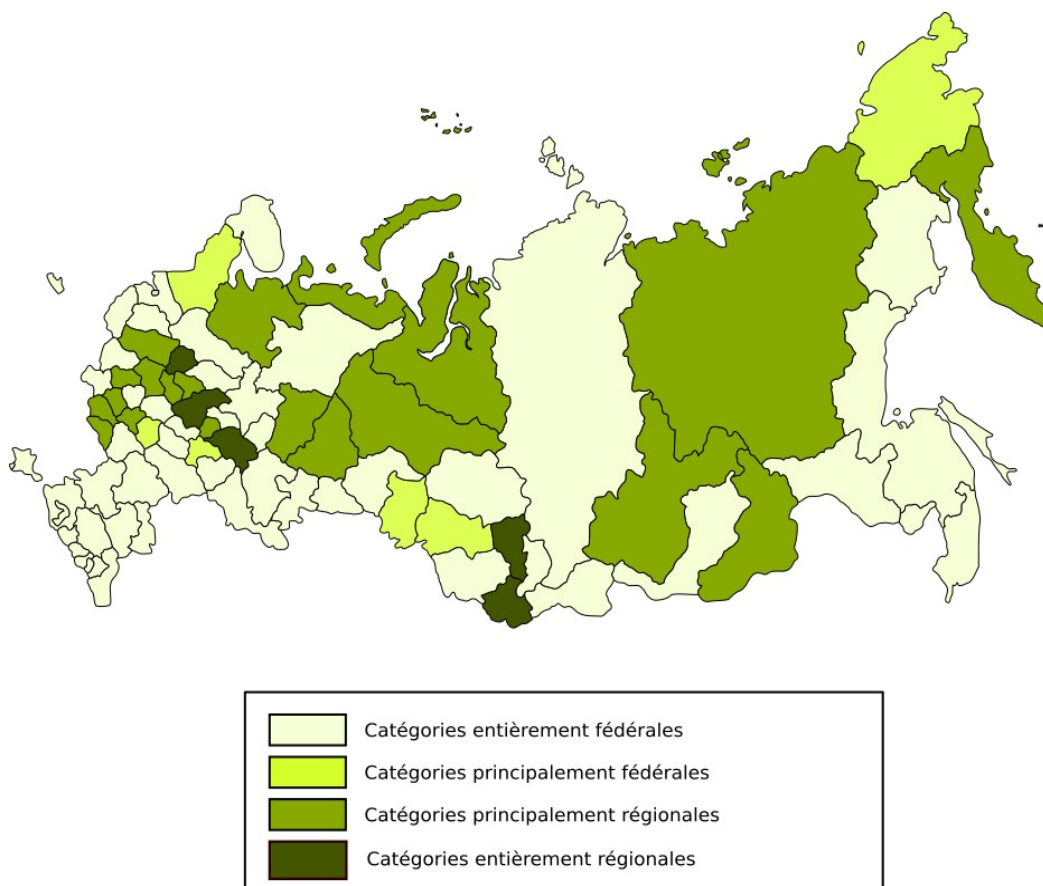 Catégories entièrement fédérales
Catégories principalement fédérales
Catégories principalement régionales
Catégories entièrement régionales